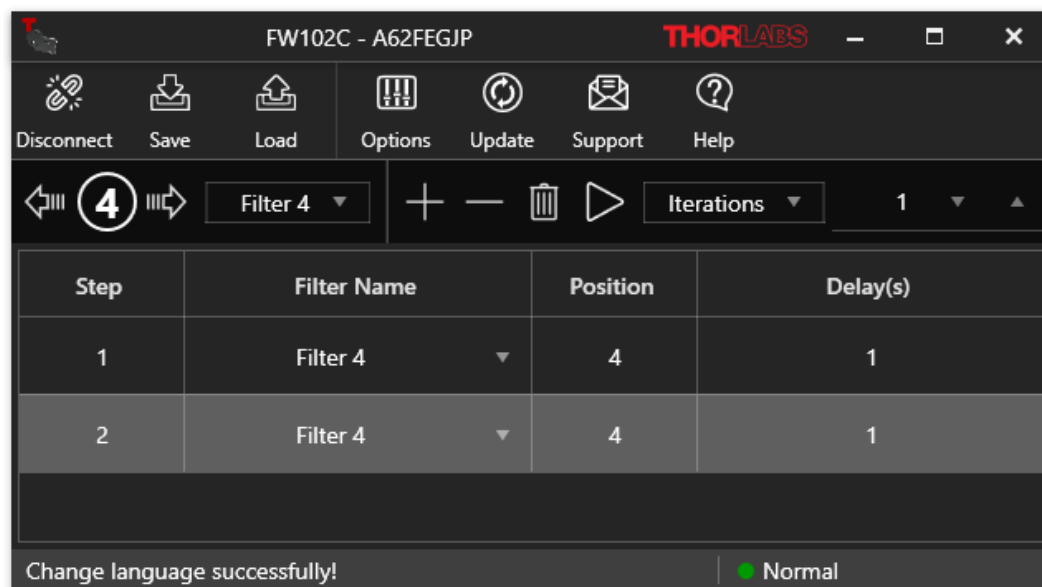 FW102C - A62FEGJP THORLABS
Disconnect Save Load Options Update Support Help
4 Filter 4 Iterations 1
Step Filter Name Position Delay(s)
1 Filter 4 4 1
2 Filter 4 4 1
Change language successfully! Normal